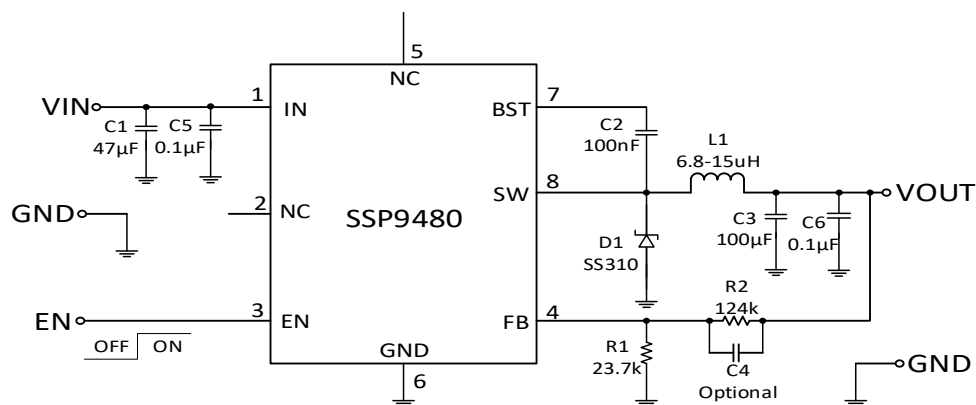 5
NC
VIN
1
IN
C1
47µF
C5
0.1µF
BST
7
C2
100nF
L1
6.8-15uH
SW
8
VOUT
GND
2
NC
SSP9480
D1
SS310
C3
100µF
C6
0.1µF
EN
OFF
ON
3
EN
FB
4
R2
124k
R1
23.7k
C4
Optional
GND
GND
6